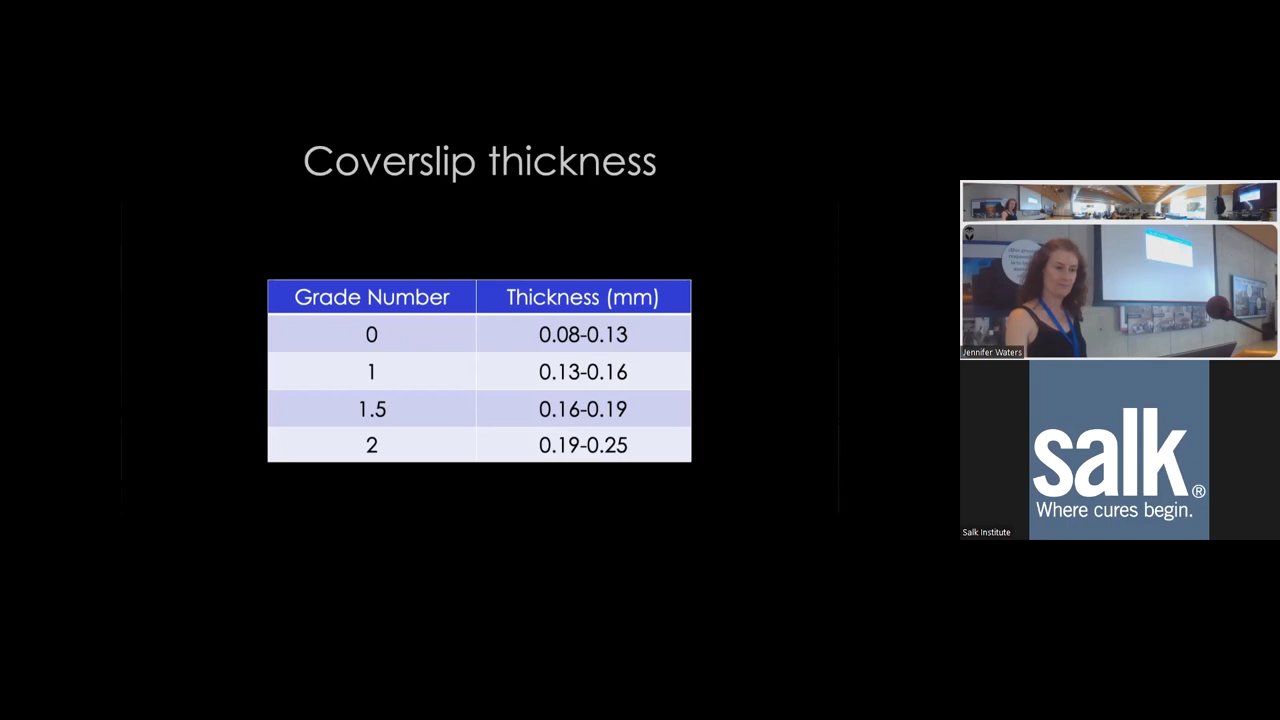 Coverslip thickness
Grade Number Thickness (mm)
0 0.08-0.13
1 0.13-0.16
1.5 0.16-0.19
2 0.19-0.25
Jennifer Waters
salk®
Where cures begin.
Salk Institute